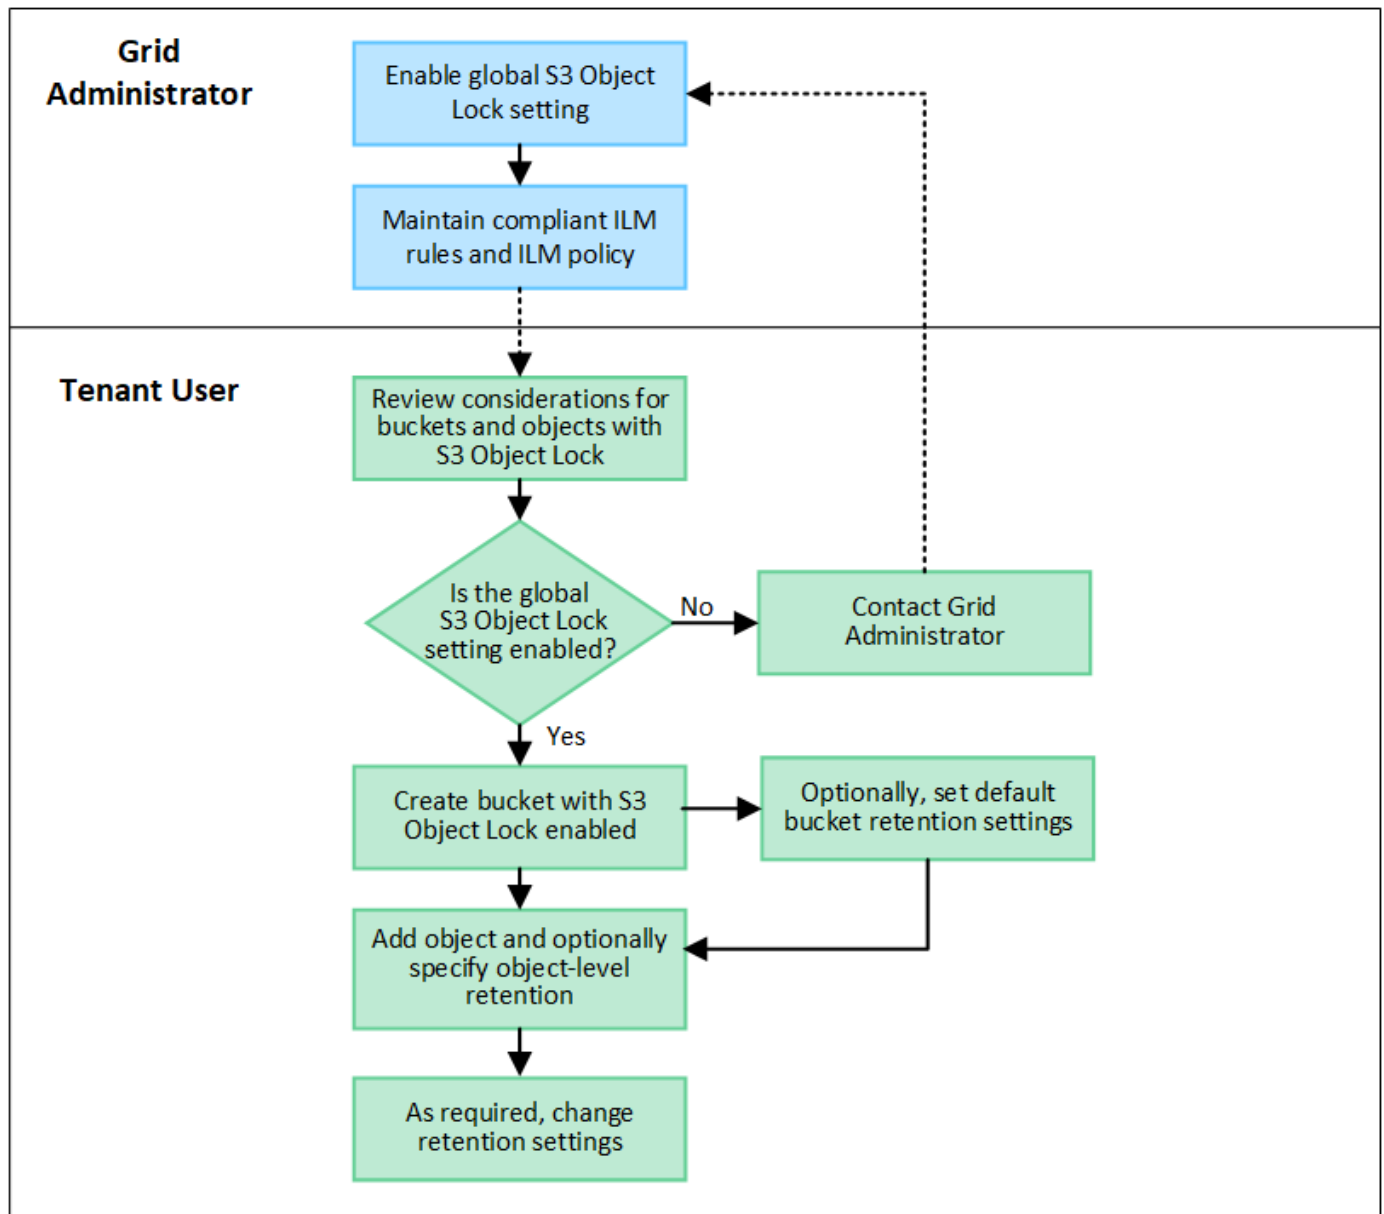 Grid
Administrator
Enable global S3 Object
Lock setting
Maintain compliant ILM
rules and ILM policy
Tenant User
Review considerations for
buckets and objects with
S3 Object Lock
Is the global
S3 Object Lock
setting enabled?
No
Contact Grid
Administrator
Yes
Create bucket with S3
Object Lock enabled
Optionally, set default
bucket retention settings
Add object and optionally
specify object-level
retention
As required, change
retention settings